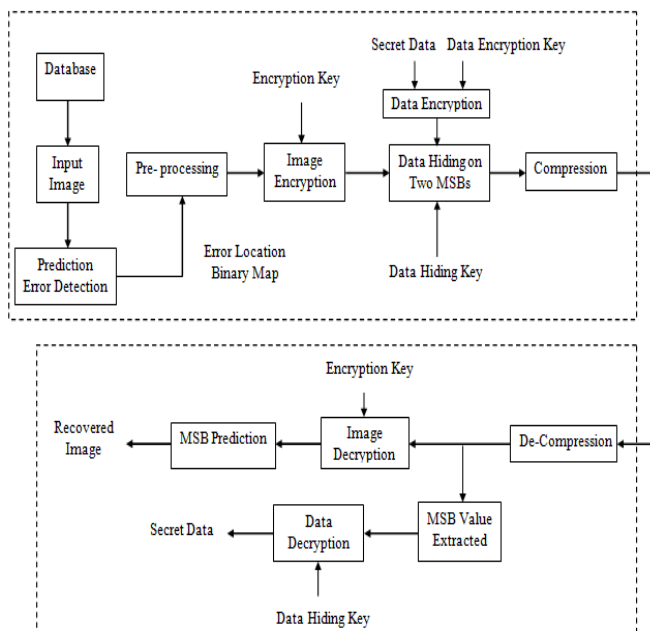 Secret Data
Data Encryption Key
Database
Encryption Key
Data Encryption
Input
Image
Pre- processing
Image
Encryption
Data Hiding on
Two MSBs
Compression
Prediction
Error Detection
Error Location
Binary Map
Data Hiding Key
Encryption Key
Recovered
Image
MSB Prediction
Image
Decryption
De-Compression
Secret Data
Data
Decryption
MSB Value
Extracted
Data Hiding Key